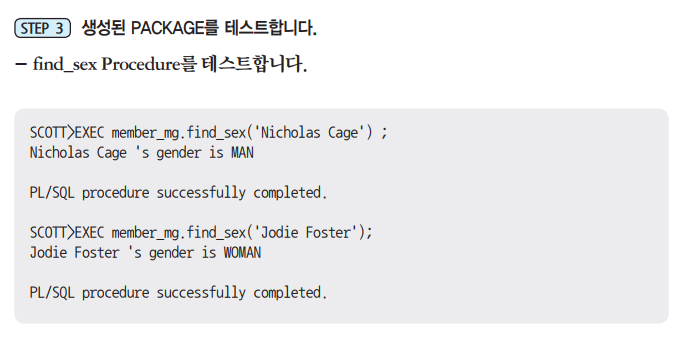 STEP 3 생성된 PACKAGE를 테스트합니다.
– find_sex Procedure를 테스트합니다.
SCOTT>EXEC member_mg.find_sex('Nicholas Cage') ;
Nicholas Cage 's gender is MAN
PL/SQL procedure successfully completed.
SCOTT>EXEC member_mg.find_sex('Jodie Foster');
Jodie Foster 's gender is WOMAN
PL/SQL procedure successfully completed.